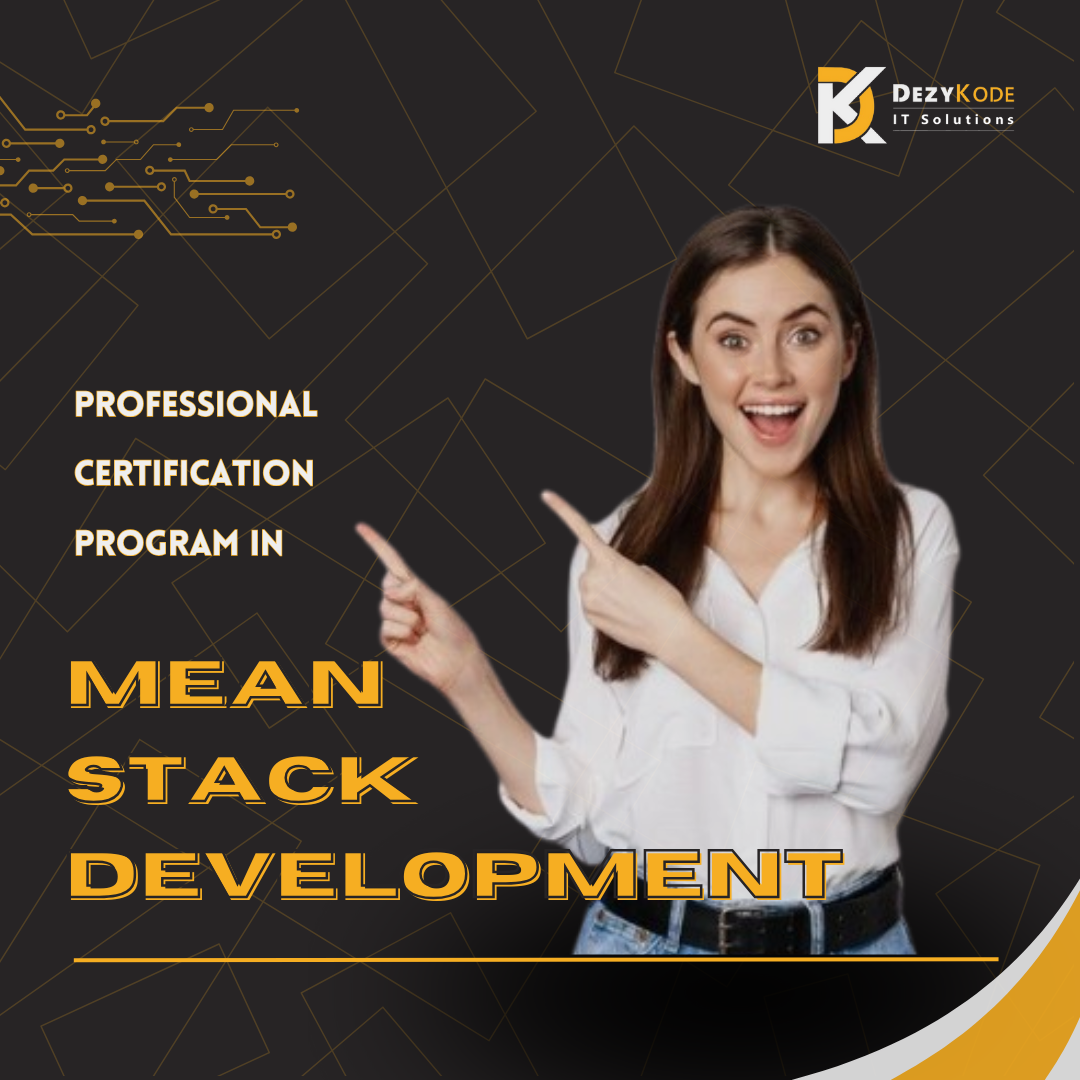 DEZYKODE
IT Solutions
PROFESSIONAL
CERTIFICATION
PROGRAM IN
MEAN
STACK
DEVELOPMENT